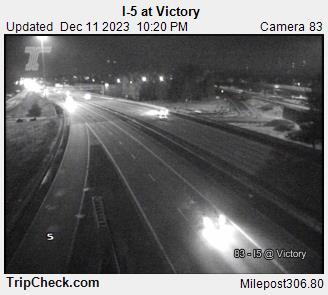 I-5 at Victory
Updated Dec 11 2023 10:20 PM Camera 83
T
S
83 - I5 @ Victory
TripCheck.com Milepost306.80